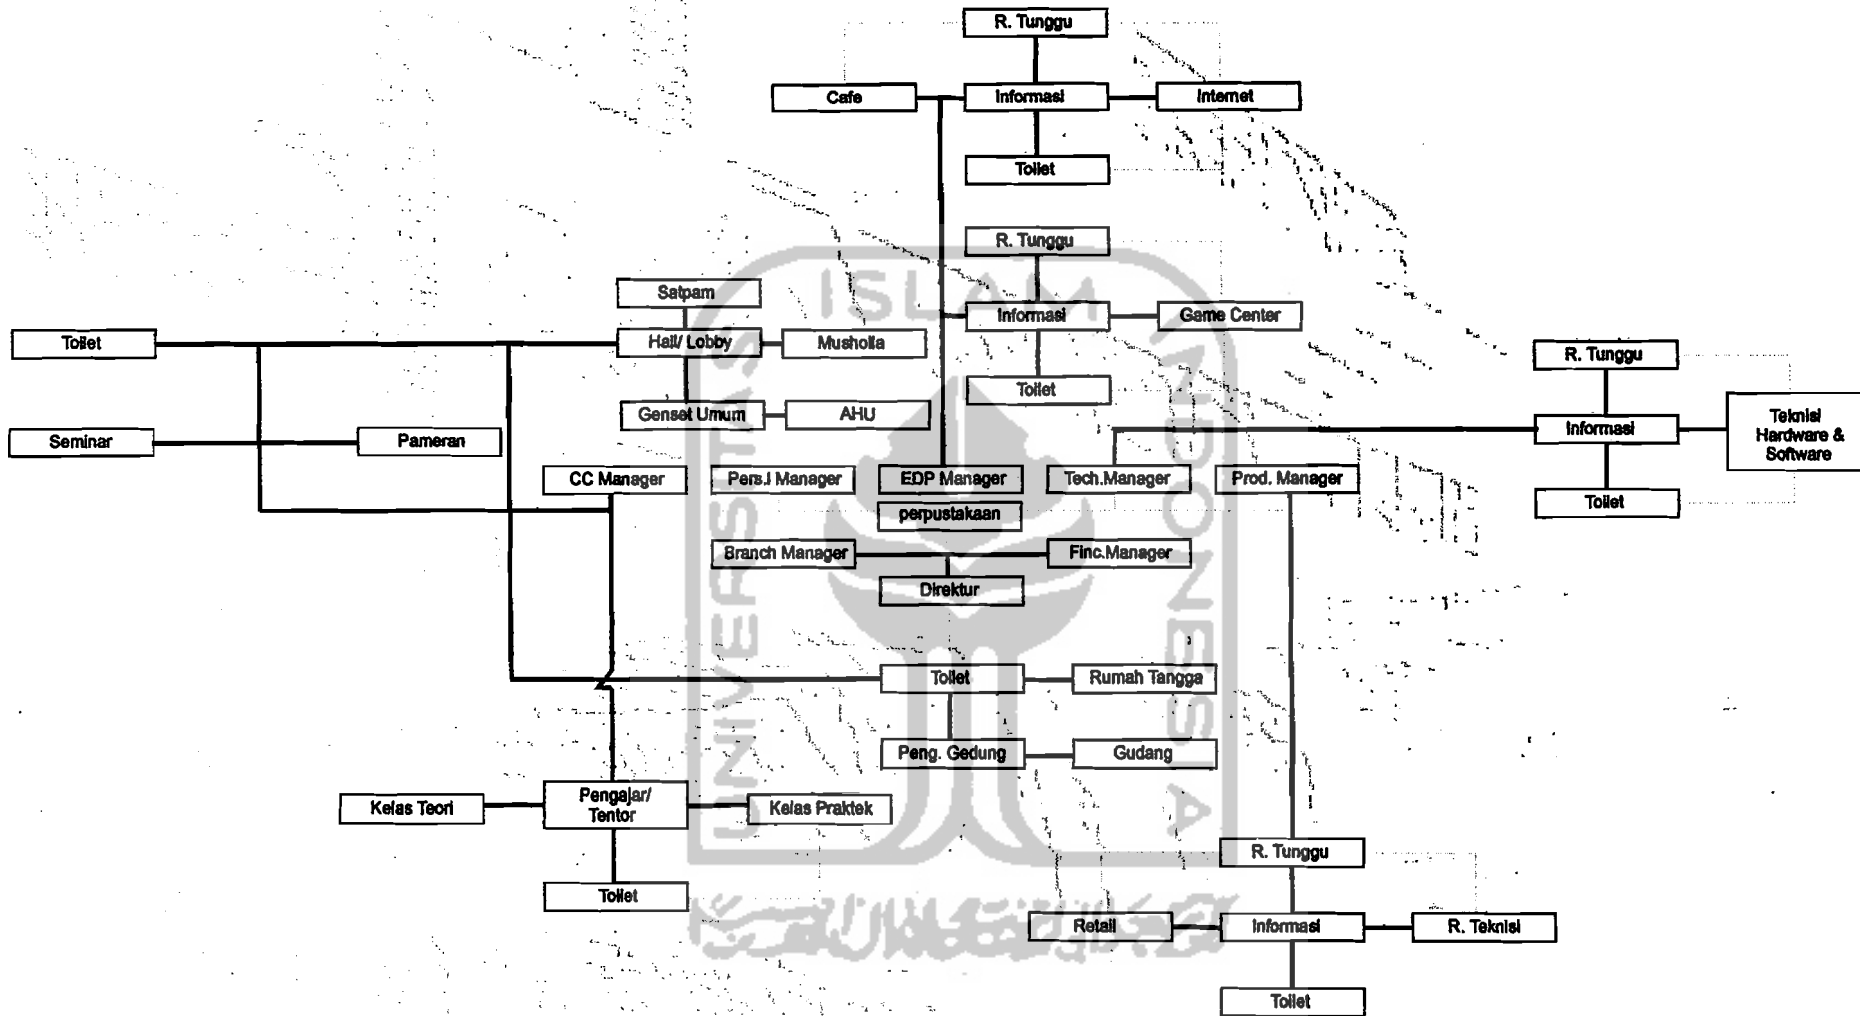 R. Tunggu
Cafe
Informasi
Internet
Toilet
R. Tunggu
Informasi
Game Center
Toilet
Satpam
Hall/ Lobby
Musholla
Genset Umum
AHU
Toilet
Seminar
Pameran
R. Tunggu
Informasi
Teknisi
Hardware &
Software
Toilet
CC Manager
Pers.I Manager
EDP Manager
Tech.Manager
Prod. Manager
perpustakaan
Branch Manager
Finc.Manager
Direktur
Toilet
Rumah Tangga
Peng. Gedung
Gudang
Kelas Teori
Pengajar/
Tentor
Kelas Praktek
Toilet
R. Tunggu
Retail
Informasi
R. Teknisi
Toilet
UNIVERSITAS
ISLAM
INDONESIA